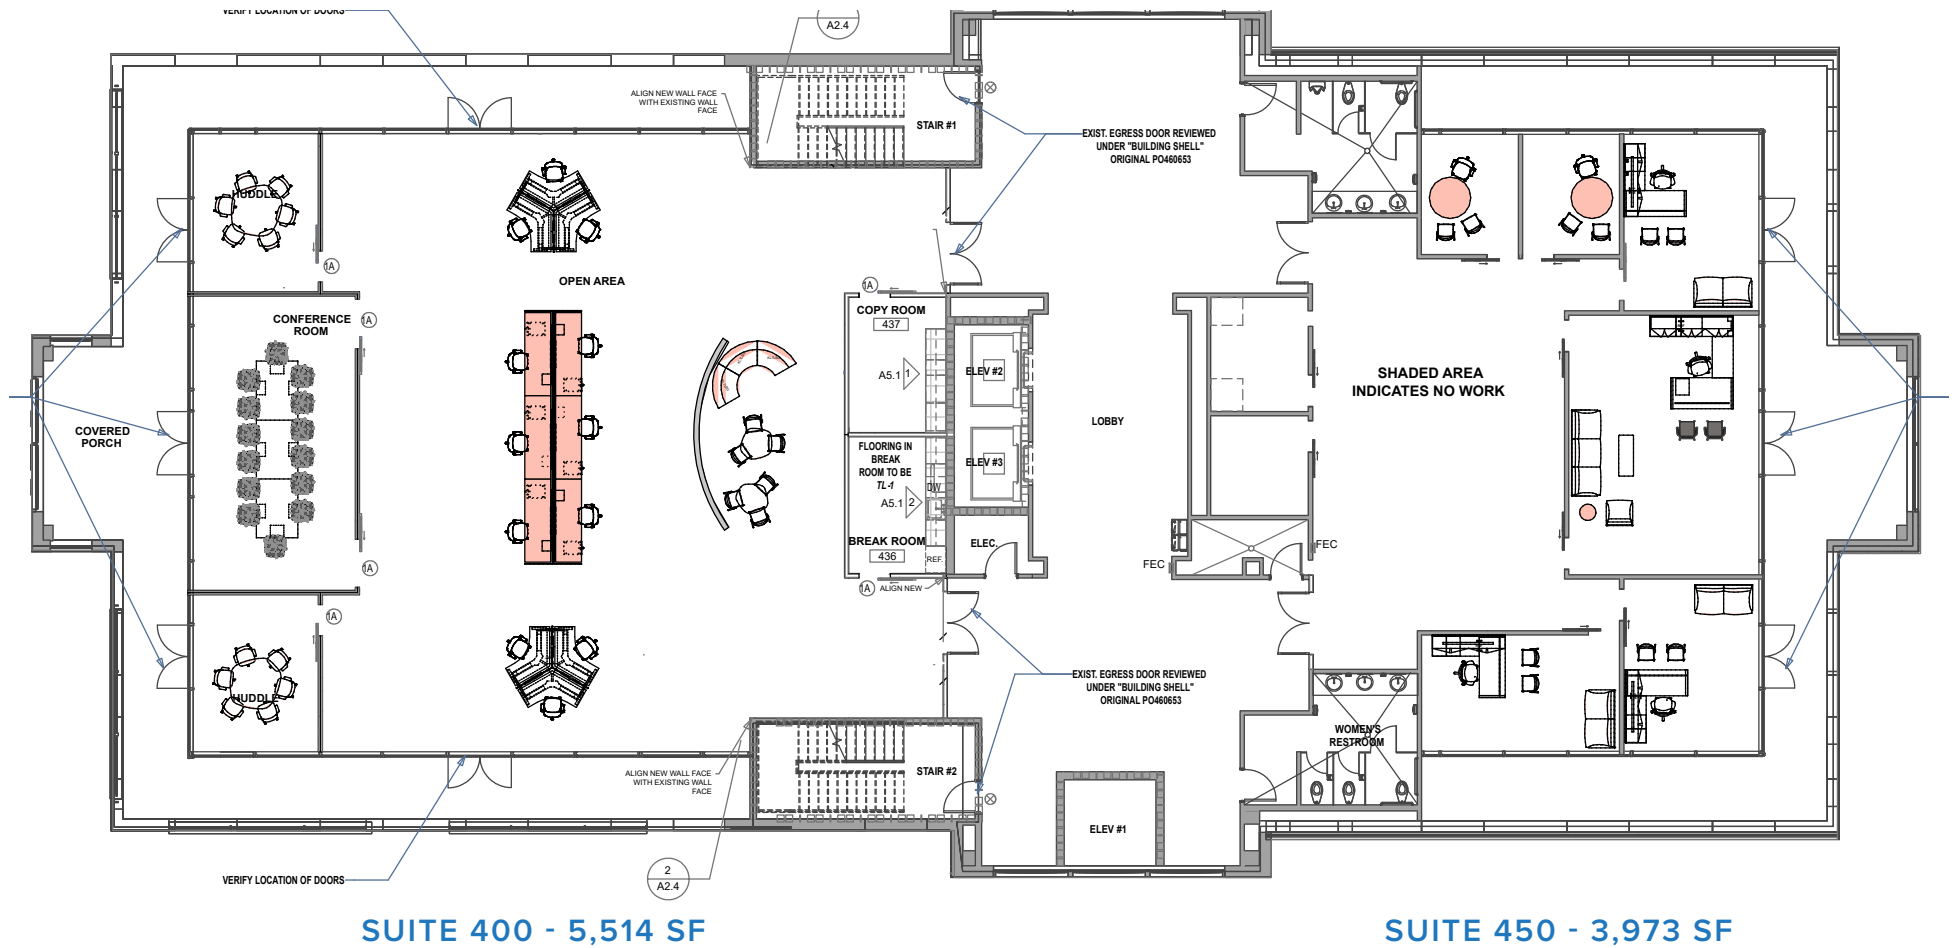 VERIFY LOCATION OF DOORS
A2.4
ALIGN NEW WALL FACE
WITH EXISTING WALL
FACE
STAIR #1
EXIST. EGRESS DOOR REVIEWED
UNDER "BUILDING SHELL"
ORIGINAL PO460653
HUDDLE
1A
OPEN AREA
1A
COPY ROOM
437
CONFERENCE
ROOM
1A
A5.1
1
ELEV #2
SHADED AREA
INDICATES NO WORK
LOBBY
COVERED
PORCH
FLOORING IN
BREAK
ROOM TO BE
TL-1
ELEV #3
DW
A5.1
2
BREAK ROOM
436
REF.
ELEC.
FEC
FEC
1A
1A
ALIGN NEW
1A
HUDDLE
EXIST. EGRESS DOOR REVIEWED
UNDER "BUILDING SHELL"
ORIGINAL PO460653
WOMEN'S
RESTROOM
ALIGN NEW WALL FACE
WITH EXISTING WALL
FACE
STAIR #2
ELEV #1
VERIFY LOCATION OF DOORS
2
A2.4
SUITE 400 - 5,514 SF
SUITE 450 - 3,973 SF